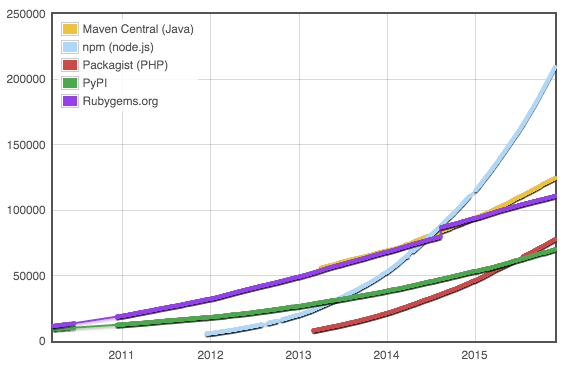 250000
200000
150000
100000
50000
0
Maven Central (Java)
npm (node.js)
Packagist (PHP)
PyPI
Rubygems.org
2011 2012 2013 2014 2015